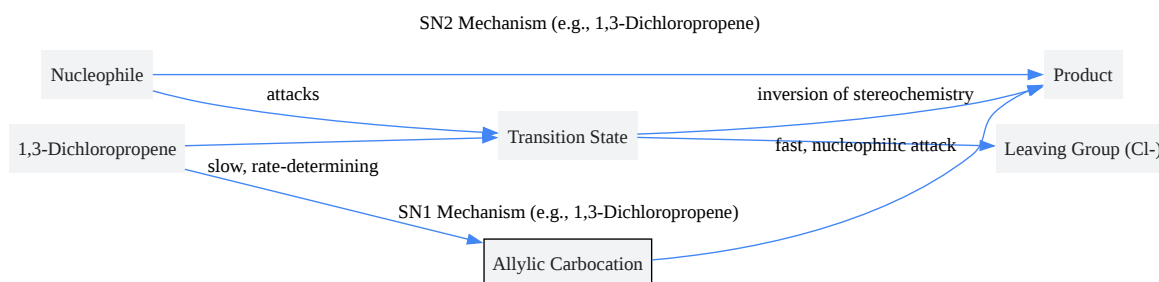 SN2 Mechanism (e.g., 1,3-Dichloropropene)
Nucleophile
Product
attacks
inversion of stereochemistry
Transition State
1,3-Dichloropropene
fast, nucleophilic attack
Leaving Group (Cl-)
slow, rate-determining
SN1 Mechanism (e.g., 1,3-Dichloropropene)
Allylic Carbocation